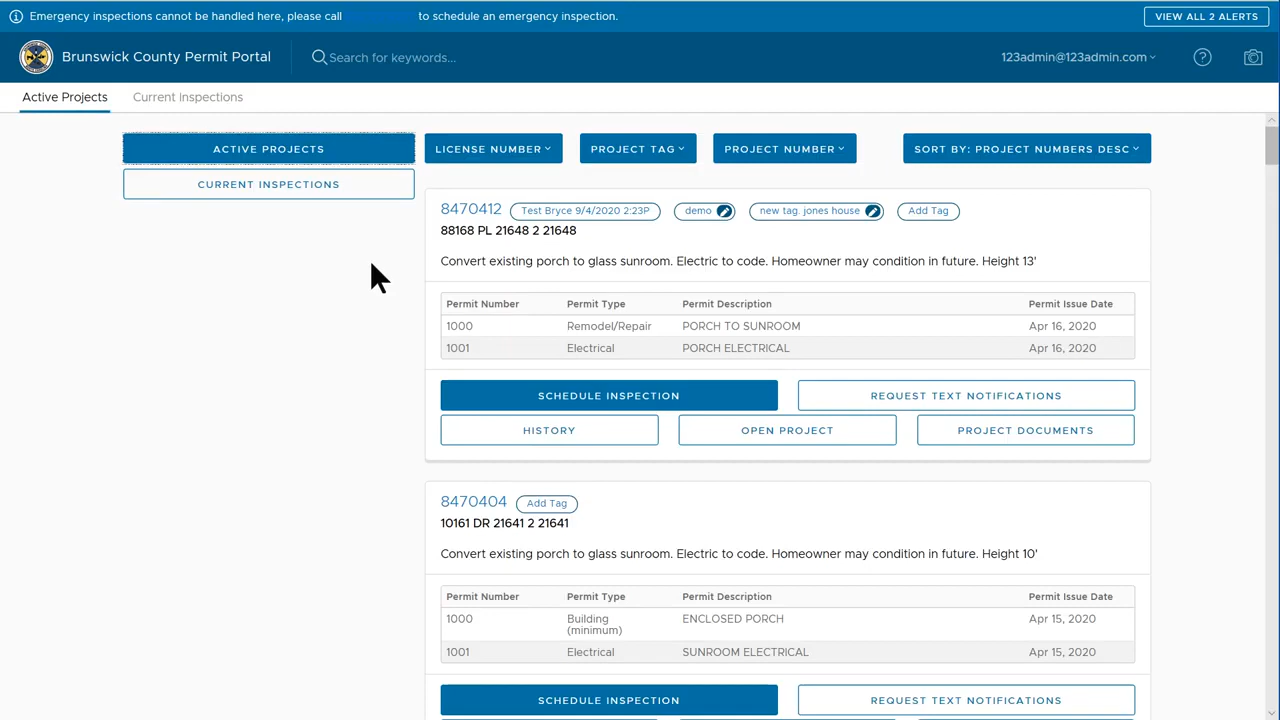 Emergency inspections cannot be handled here, please call to schedule an emergency inspection.
VIEW ALL 2 ALERTS
Brunswick County Permit Portal
Search for keywords...
123admin@123admin.com
Active Projects Current Inspections
ACTIVE PROJECTS
CURRENT INSPECTIONS
LICENSE NUMBER PROJECT TAG PROJECT NUMBER SORT BY: PROJECT NUMBERS DESC
8470412 Test Bryce 9/4/2020 2:23P demo new tag. jones house Add Tag
88168 PL 21648 2 21648
Convert existing porch to glass sunroom. Electric to code. Homeowner may condition in future. Height 13'
Permit Number Permit Type Permit Description Permit Issue Date
1000 Remodel/Repair PORCH TO SUNROOM Apr 16, 2020
1001 Electrical PORCH ELECTRICAL Apr 16, 2020
SCHEDULE INSPECTION REQUEST TEXT NOTIFICATIONS
HISTORY OPEN PROJECT PROJECT DOCUMENTS
8470404 Add Tag
10161 DR 21641 2 21641
Convert existing porch to glass sunroom. Electric to code. Homeowner may condition in future. Height 10'
Permit Number Permit Type Permit Description Permit Issue Date
1000 Building (minimum) ENCLOSED PORCH Apr 15, 2020
1001 Electrical SUNROOM ELECTRICAL Apr 15, 2020
SCHEDULE INSPECTION REQUEST TEXT NOTIFICATIONS